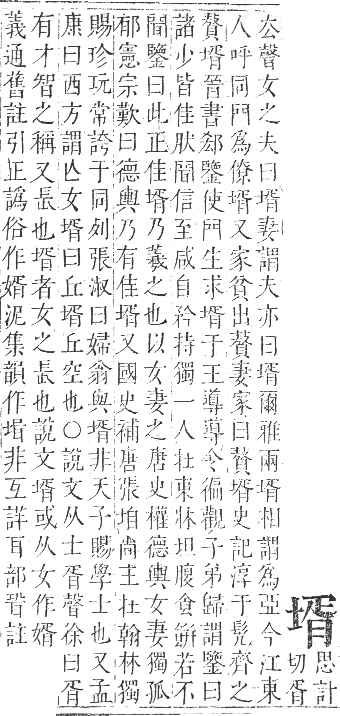 壻思計
切胥
厺聲女之夫曰壻妻謂夫亦曰壻爾雅兩壻相謂為亞今江東
人呼同門為僚壻又家貧出贅妻家曰贅壻史記淳于髡齊之
贅壻晉書郄鑒使門生求壻于王導導令徧觀子弟歸謂鑒曰
諸少皆佳肰聞信至咸自矜持獨一人在東牀坦腹食餅若不
聞鑒曰此正佳壻乃羲之也以女妻之唐史權德輿女妻獨孤
郁憲宗歎曰德輿乃有佳壻又國史補唐張垍尚主在翰林獨
賜珍玩常誇于同列張淑曰婦翁與壻非天子賜學士也又孟
康曰西方謂亾女壻曰丘壻丘空也○說文从士胥聲徐曰胥
有才智之稱又長也壻者女之長也說文壻或从女作婿
義通舊註引正譌俗作婿泥集韻作壻非互詳耳部聟註